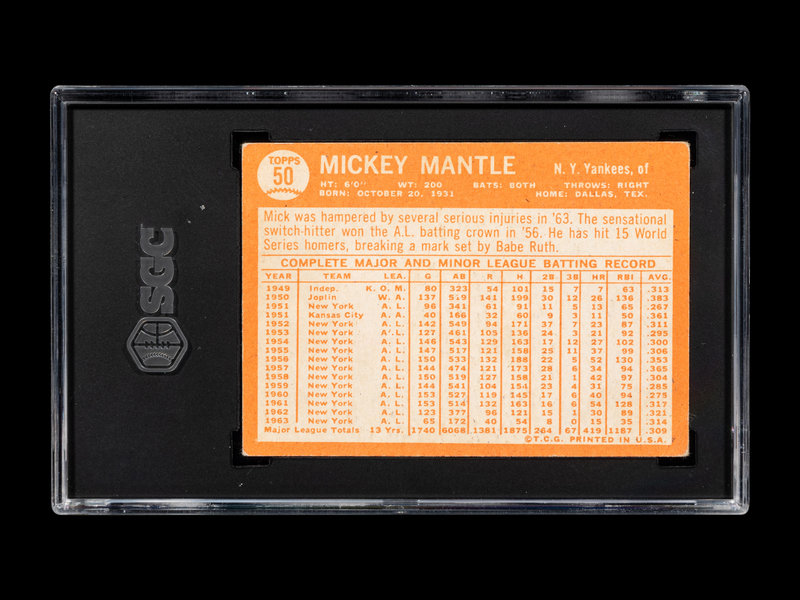 SGC
TOPPS
50
MICKEY MANTLE N. Y. Yankees, of
HT: 6'0" WT: 200 BATS: BOTH THROWS: RIGHT
BORN: OCTOBER 20, 1931 HOME: DALLAS, TEX.
Mick was hampered by several serious injuries in '63. The sensational
switch-hitter won the A.L. batting crown in '56. He has hit 15 World
Series homers, breaking a mark set by Babe Ruth.
COMPLETE MAJOR AND MINOR LEAGUE BATTING RECORD
YEAR TEAM LEA. G AB R H 2B 3B HR RBI AVG.
1949 Indep. K. O. M. 80 323 54 101 15 7 7 63 .313
1950 Joplin W. A. 137 519 141 199 30 12 26 136 .383
1951 New York A. L. 96 341 61 91 11 5 13 65 .267
1951 Kansas City A. A. 40 166 32 60 9 3 11 50 .361
1952 New York A. L. 142 549 94 171 37 7 23 87 .311
1953 New York A. L. 127 461 105 136 24 3 21 92 .295
1954 New York A. L. 146 543 129 163 17 12 27 102 .300
1955 New York A. L. 147 517 121 158 25 11 37 99 .306
1956 New York A. L. 150 533 132 188 22 5 52 130 .353
1957 New York A. L. 144 474 121 173 28 6 34 94 .365
1958 New York A. L. 150 519 127 158 21 1 42 97 .304
1959 New York A. L. 144 541 104 154 23 4 31 75 .285
1960 New York A. L. 153 527 119 145 17 6 40 94 .275
1961 New York A. L. 153 514 132 163 16 6 54 128 .317
1962 New York A. L. 123 377 96 121 15 1 30 89 .321
1963 New York A. L. 65 172 40 54 8 0 15 35 .314
Major League Totals 13 Yrs. 1740 6068 1381 1875 264 67 419 1187 .309
©T.C.G. PRINTED IN U.S.A.